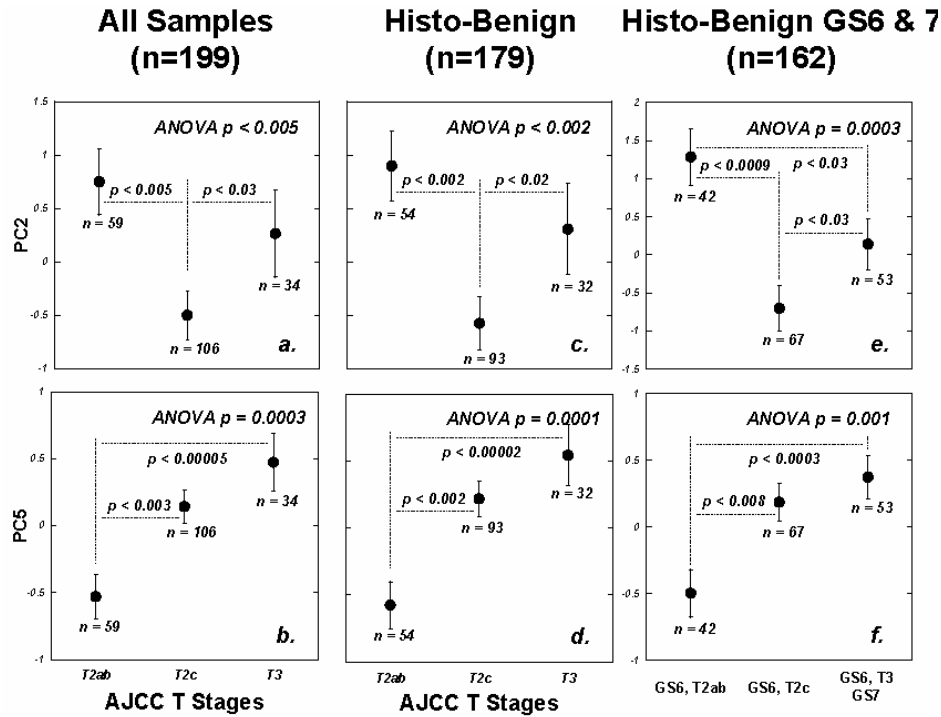 All Samples
(n=199)
Histo-Benign
(n=179)
Histo-Benign GS6 & 7
(n=162)
PC2
1.5
1
0.5
0
-0.5
-1
ANOVA p < 0.005
p < 0.005
p < 0.03
n = 59
n = 34
n = 106
a.
ANOVA p < 0.002
p < 0.002
p < 0.02
n = 54
n = 32
n = 93
c.
2
1.5
1
0.5
0
-0.5
-1
-1.5
ANOVA p = 0.0003
p < 0.0009
p < 0.03
n = 42
p < 0.03
n = 53
n = 67
e.
PC5
1
0.5
0
-0.5
-1
ANOVA p = 0.0003
p < 0.00005
p < 0.003
n = 34
n = 106
n = 59
b.
T2ab
T2c
T3
AJCC T Stages
ANOVA p = 0.0001
p < 0.00002
p < 0.002
n = 32
n = 93
n = 54
d.
T2ab
T2c
T3
AJCC T Stages
1
0.5
0
-0.5
-1
ANOVA p = 0.001
p < 0.0003
p < 0.008
n = 53
n = 67
n = 42
f.
GS6, T2ab
GS6, T2c
GS6, T3
GS7